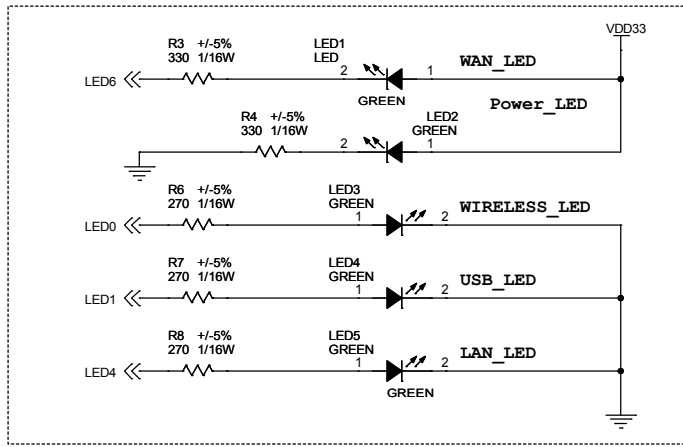 VDD33
R3 +/-5%
330 1/16W
LED1
LED
LED6
2
1
WAN_LED
GREEN
Power_LED
R4 +/-5%
330 1/16W
LED2
GREEN
2
1
R6 +/-5%
270 1/16W
LED3
GREEN
LED0
1
2
WIRELESS_LED
R7 +/-5%
270 1/16W
LED4
GREEN
LED1
1
2
USB_LED
R8 +/-5%
270 1/16W
LED5
GREEN
LED4
1
2
LAN_LED
GREEN